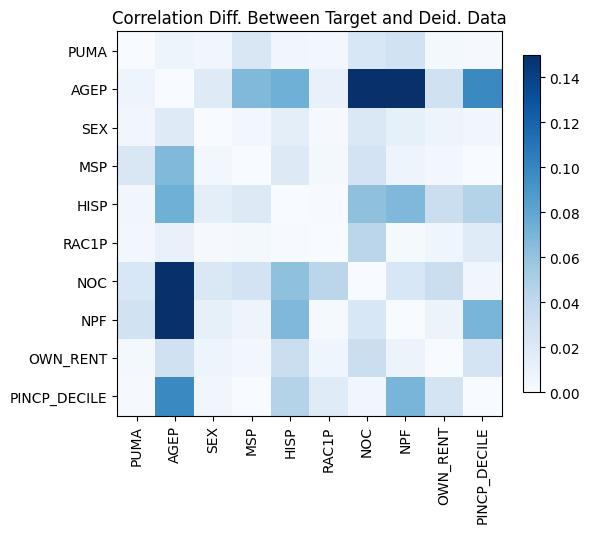 Correlation Diff. Between Target and Deid. Data
PUMA
AGEP
SEX
MSP
HISP
RAC1P
NOC
NPF
OWN_RENT
PINCP_DECILE
PUMA
AGEP
SEX
MSP
HISP
RAC1P
NOC
NPF
OWN_RENT
PINCP_DECILE
0.14
0.12
0.10
0.08
0.06
0.04
0.02
0.00